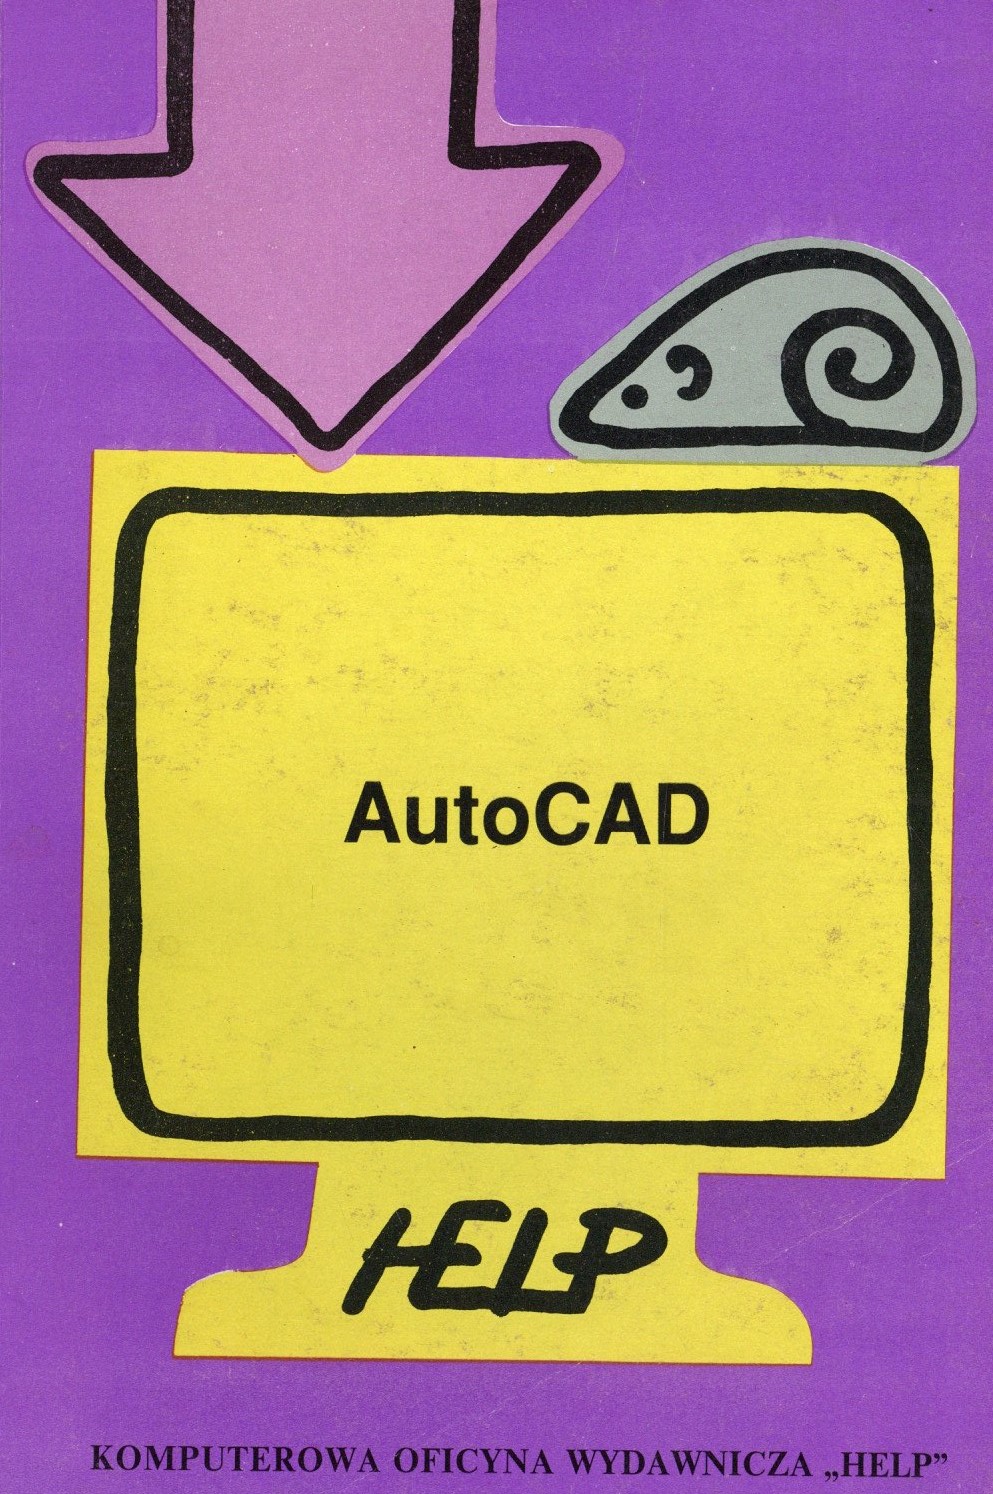 AutoCAD
HELP
KOMPUTEROWA OFICYNA WYDAWNICZA „HELP”